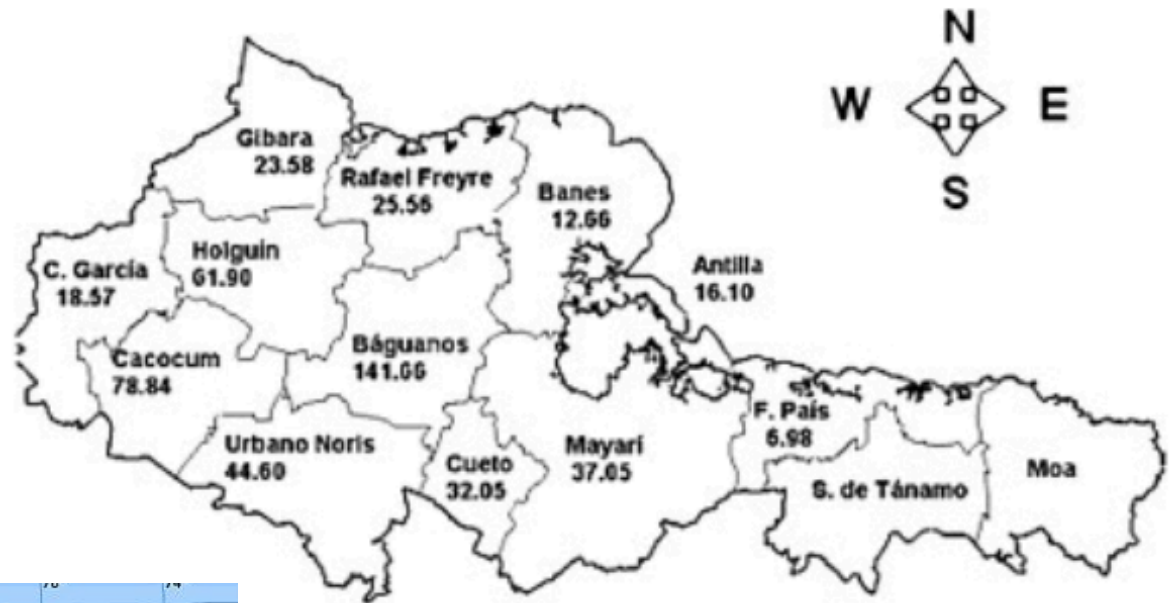 N
W E
S
Gibara
23.58
Rafael Freyre
25.56
Banes
12.66
Holguin
61.90
C. García
18.57
Antilla
16.10
Cacocum
78.84
Báguanos
141.66
F. País
6.98
Urbano Noris
44.60
Cueto
32.05
Mayarí
37.05
S. de Tánamo
Moa
74